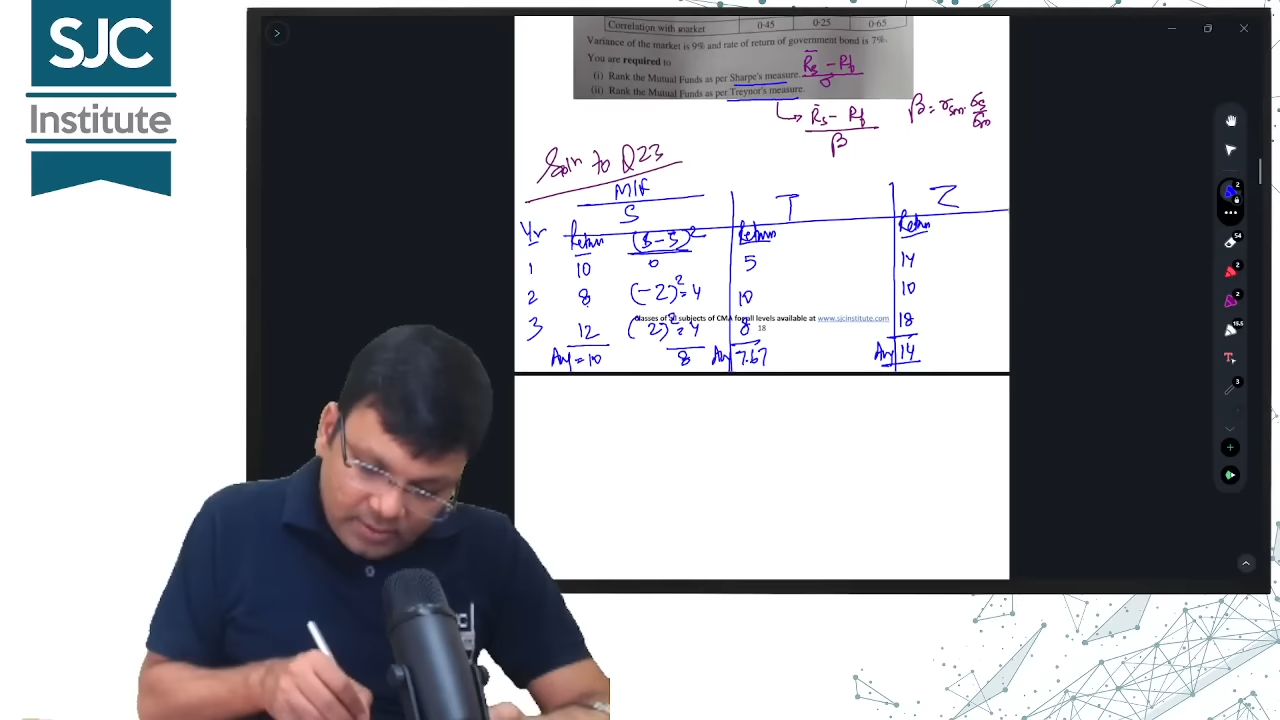 SJC
Institute
Correlation with market 0·45 0·25 0·65
Variance of the market is 9% and rate of return of government bond is 7%.
You are required to
(i) Rank the Mutual Funds as per Sharpe's measure.
(ii) Rank the Mutual Funds as per Treynor's measure.
R̄s - Rf
σ
R̄s - Rf
β
β = rsm. σs
σm
Soln to Q23
M/F
S T Z
Yr Return (S - S̄)² Return Return
1 10 0 5 14
2 8 (-2)² = 4 10 10
Classes of all subjects of CMA for all levels available at www.sjcinstitute.com
18
3 12 (2)² = 4 8 18
Av = 10 8 Av 7.67 Av 14